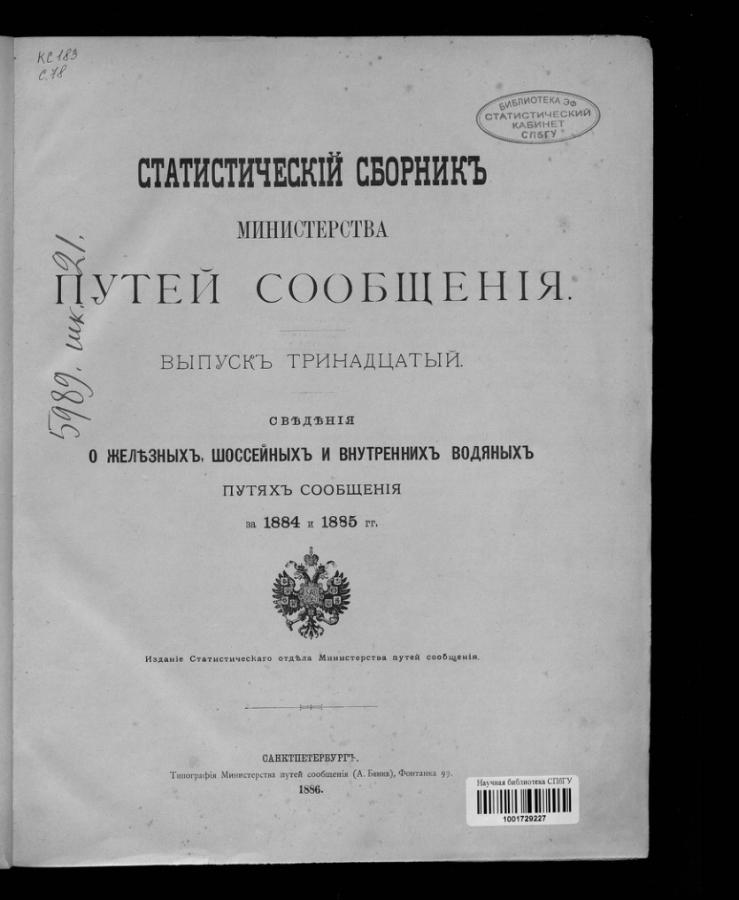 КС 183
С.78
БИБЛИОТЕКА ЭФ
СТАТИСТИЧЕСКИЙ
КАБИНЕТ
СПбГУ
СТАТИСТИЧЕСКІЙ СБОРНИКЪ
МИНИСТЕРСТВА
ПУТЕЙ СООБЩЕНІЯ.
5989. шк. 21.
ВЫПУСКЪ ТРИНАДЦАТЫЙ.
СВѢДѢНІЯ
О ЖЕЛѢЗНЫХЪ, ШОССЕЙНЫХЪ И ВНУТРЕННИХЪ ВОДЯНЫХЪ
ПУТЯХЪ СООБЩЕНІЯ
за 1884 и 1885 гг.
Изданіе Статистическаго отдѣла Министерства путей сообщенія.
САНКТПЕТЕРБУРГЪ.
Типографія Министерства путей сообщенія (А. Бенка), Фонтанка 99.
1886.
Научная библиотека СПбГУ
1001729227